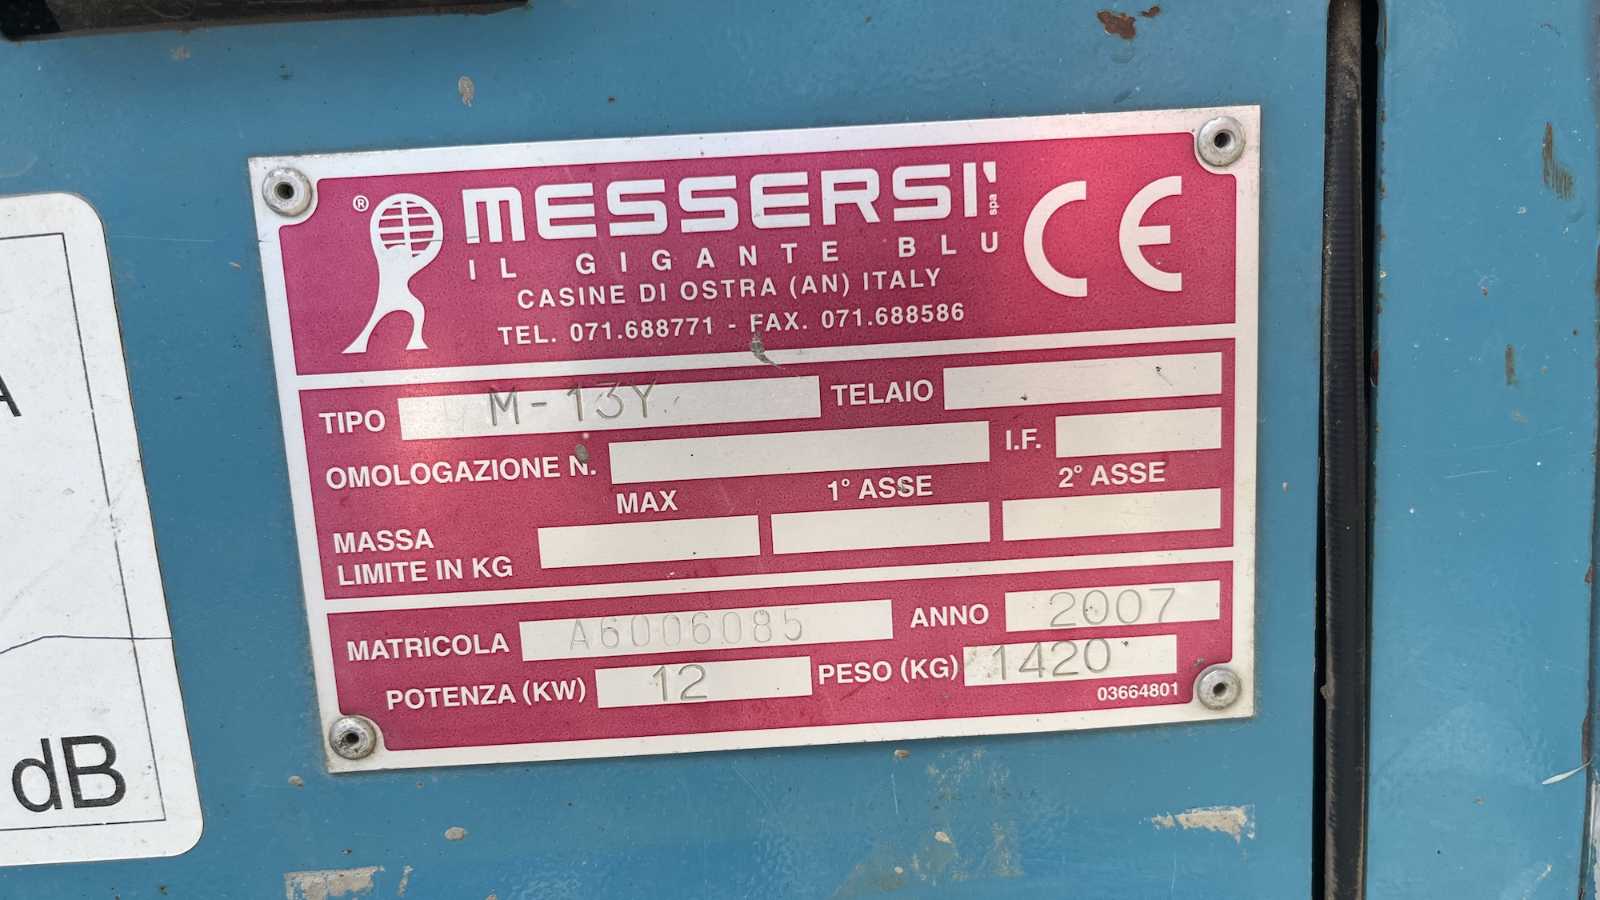 ® MESSERSI' spa CE
IL GIGANTE BLU
CASINE DI OSTRA (AN) ITALY
TEL. 071.688771 - FAX. 071.688586
TIPO M-13Y TELAIO
OMOLOGAZIONE N. I.F.
MAX 1° ASSE 2° ASSE
MASSA
LIMITE IN KG
MATRICOLA A6006085 ANNO 2007
POTENZA (KW) 12 PESO (KG) 1420
03664801
A
dB